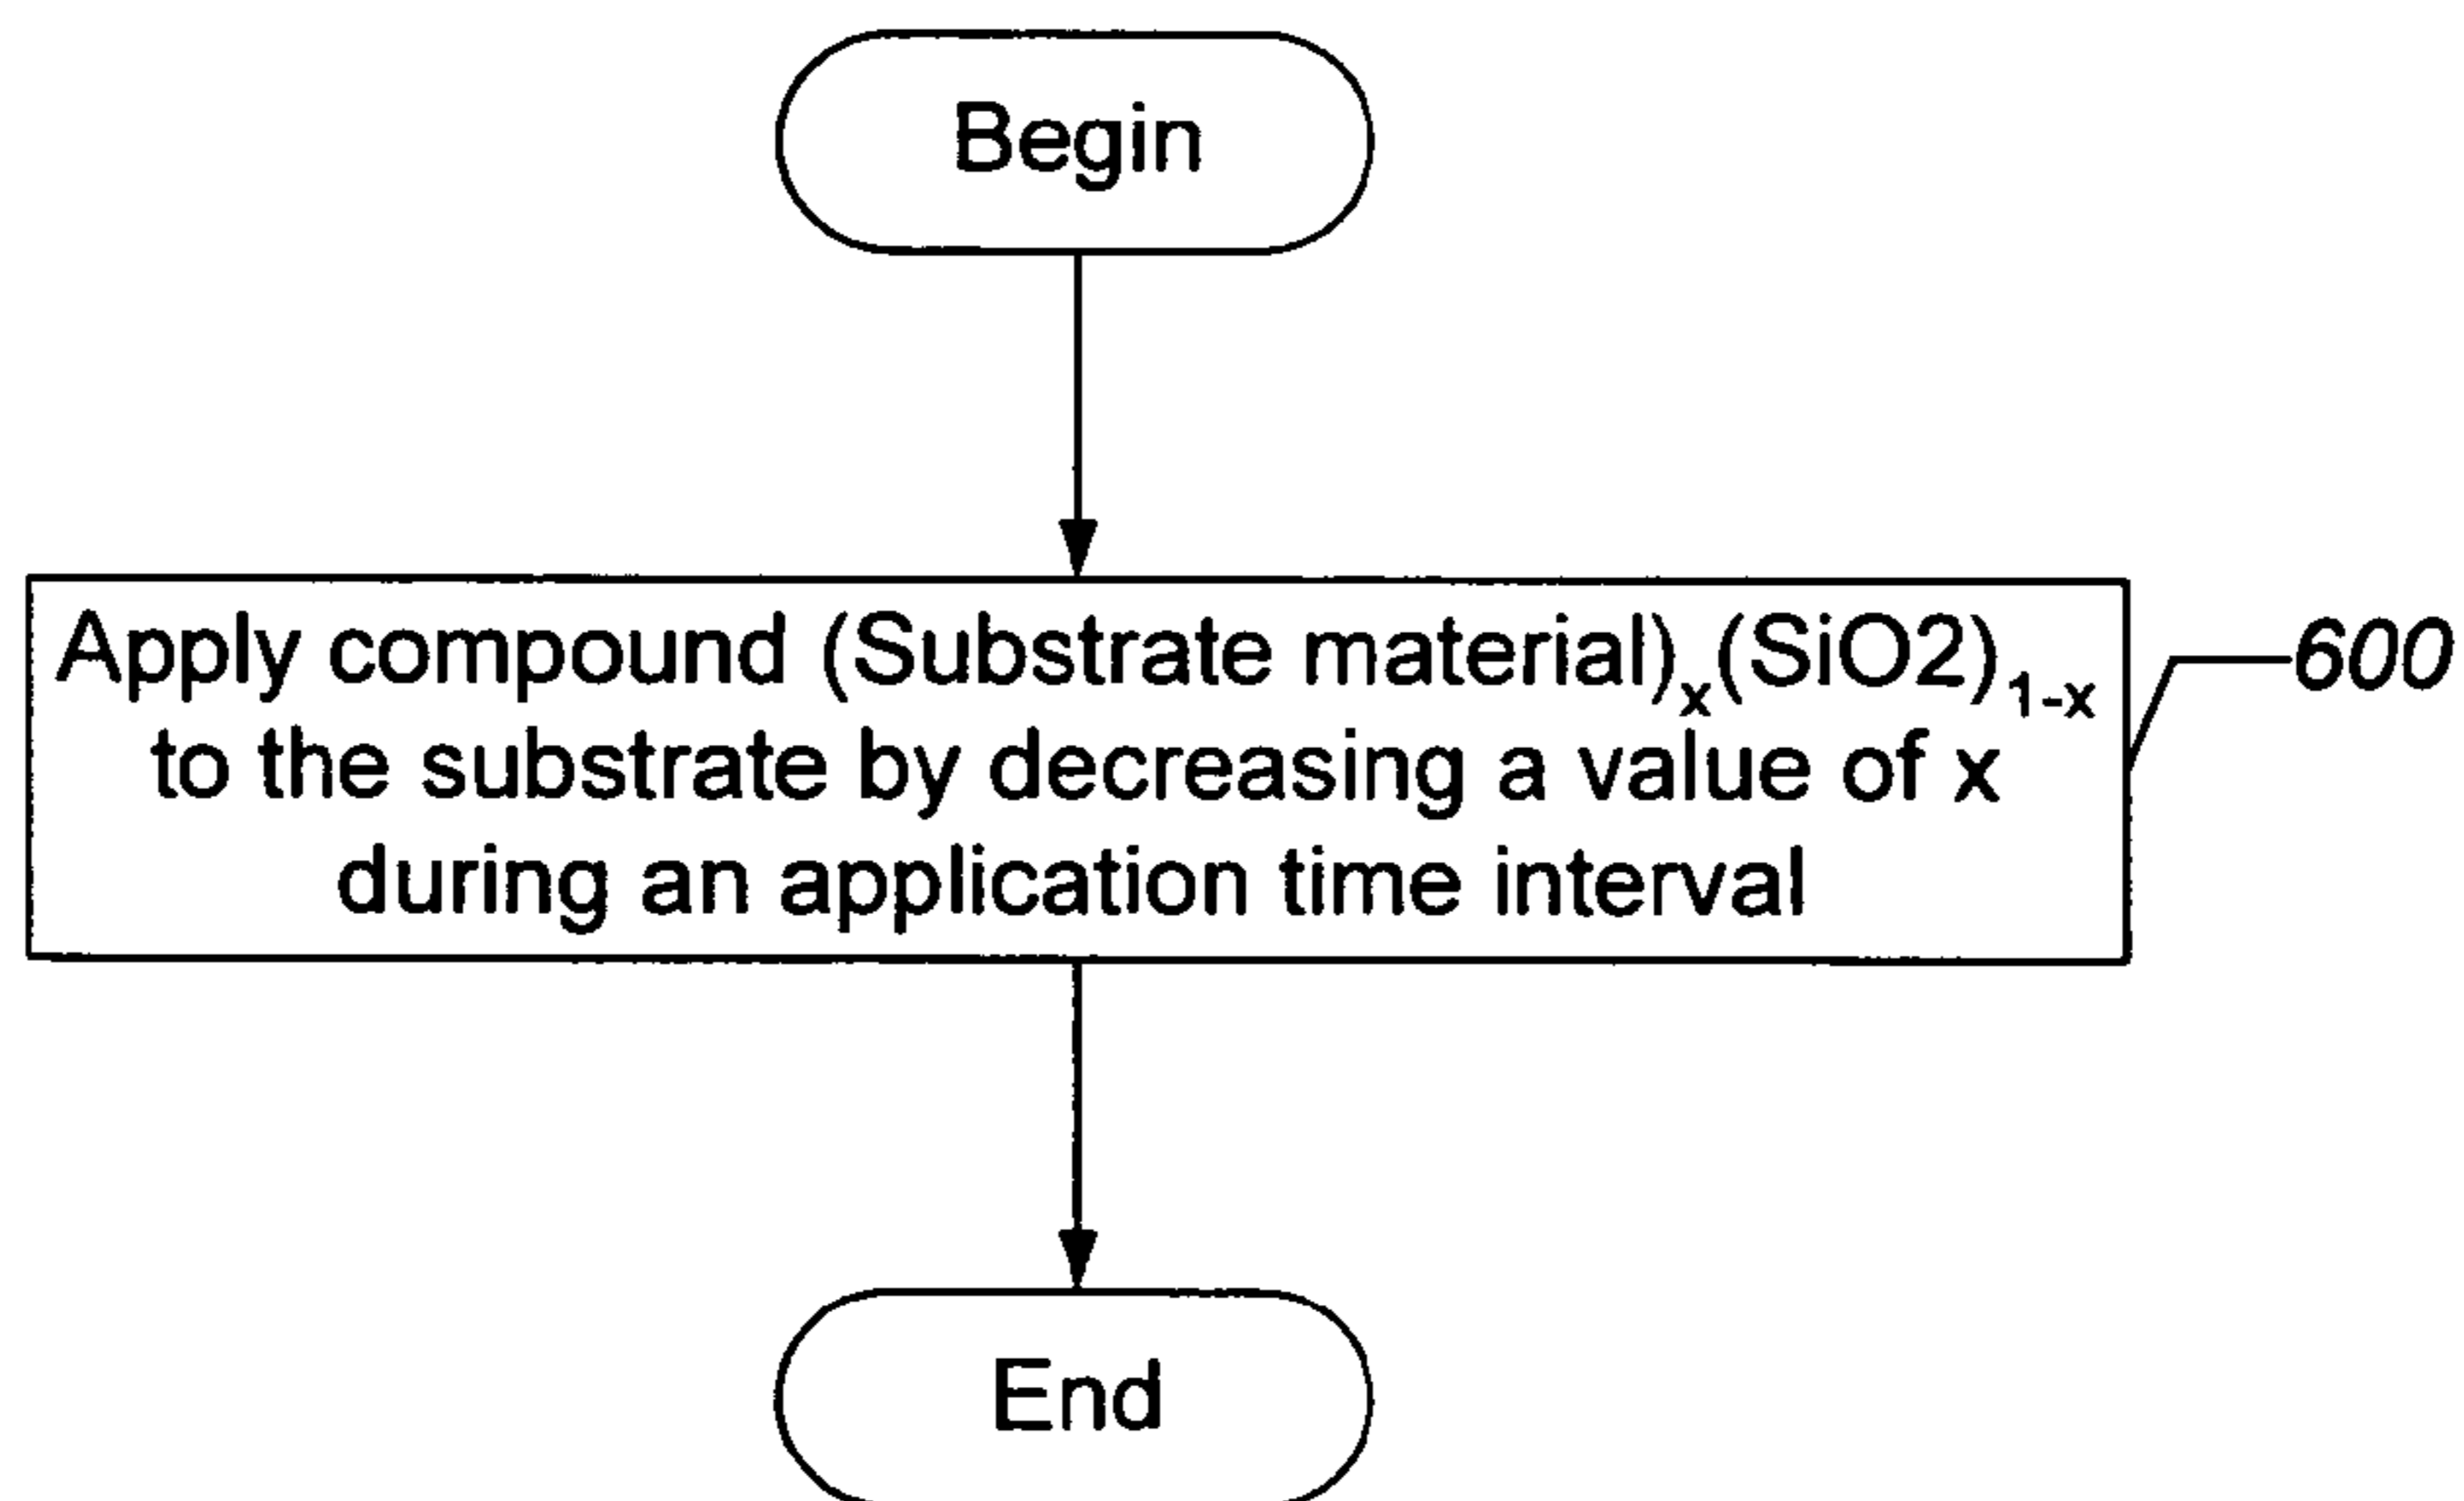 Begin
Apply compound (Substrate material)x(SiO2)1-x
to the substrate by decreasing a value of x
during an application time interval
600
End